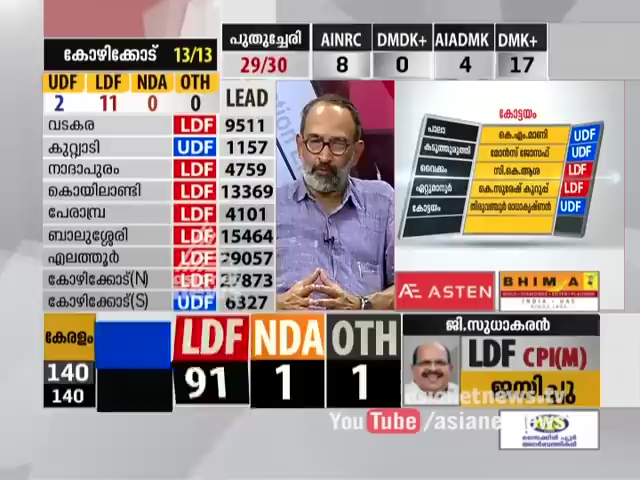 കോഴിക്കോട് 13/13
UDF LDF NDA OTH
2 11 0 0
LEAD
വടകര LDF 9511
കുറ്റ്യാടി UDF 1157
നാദാപുരം LDF 4759
കൊയിലാണ്ടി LDF 13369
പേരാമ്പ്ര LDF 4101
ബാലുശ്ശേരി LDF 15464
എലത്തൂർ LDF 29057
കോഴിക്കോട്(N) LDF 27873
കോഴിക്കോട്(S) UDF 6327
പുതുച്ചേരി AINRC DMDK+ AIADMK DMK+
29/30 8 0 4 17
കോട്ടയം
പാലാ കെ.എം.മാണി UDF
കടുത്തുരുത്തി മോൻസ് ജോസഫ് UDF
വൈക്കം സി.കെ.ആശ LDF
ഏറ്റുമാനൂർ കെ.സുരേഷ് കുറുപ്പ് LDF
കോട്ടയം തിരുവഞ്ചൂർ രാധാകൃഷ്ണൻ UDF
ASTEN
BHIMA
INDIA - UAE
കേരളം LDF NDA OTH
140 91 1 1
140
ജി.സുധാകരൻ
LDF CPI(M)
ജയിച്ചു
asianetnews.tv
YouTube /asianetnews